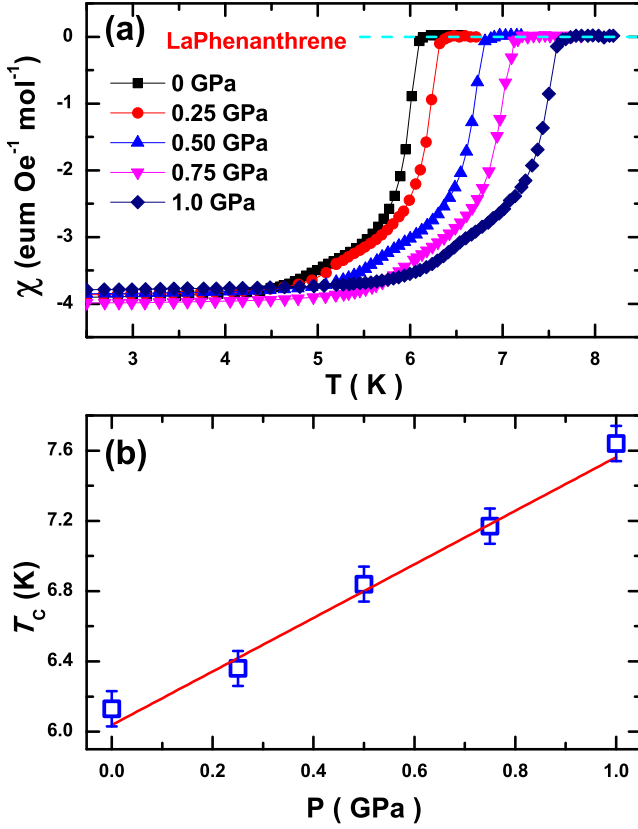 (a)
LaPhenanthrene
0 GPa
0.25 GPa
0.50 GPa
0.75 GPa
1.0 GPa
χ (eum Oe⁻¹ mol⁻¹)
0
-1
-2
-3
-4
3 4 5 6 7 8
T ( K )
(b)
T_C (K)
7.6
7.2
6.8
6.4
6.0
0.0 0.2 0.4 0.6 0.8 1.0
P ( GPa )